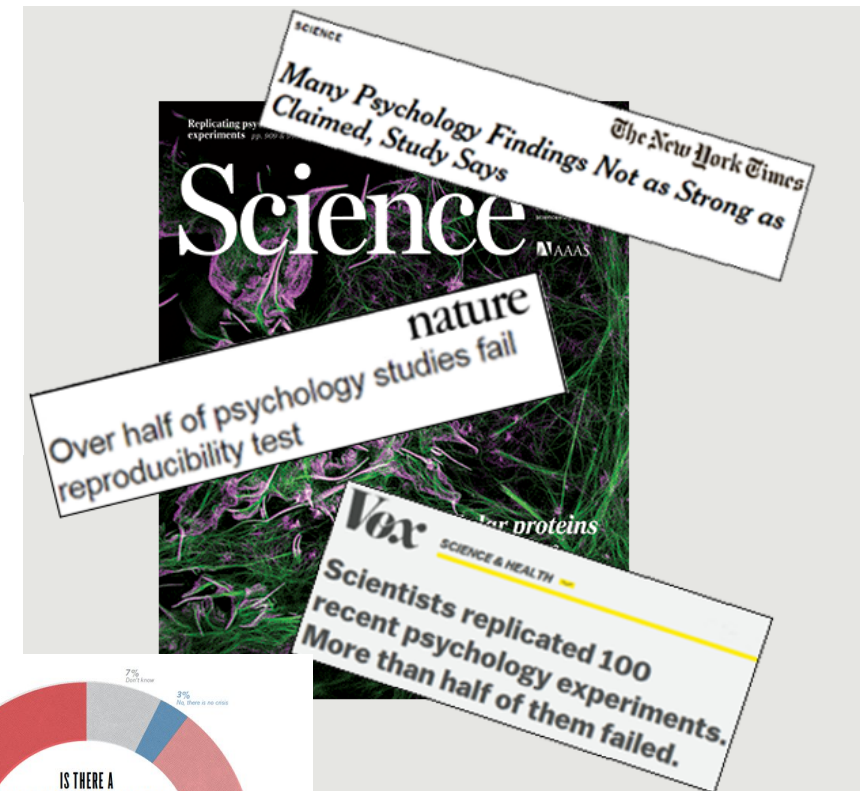 SCIENCE
The New York Times
Many Psychology Findings Not as Strong as
Claimed, Study Says
Replicating
experiments
Science
AAAS
nature
Over half of psychology studies fail
reproducibility test
proteins
Vox
SCIENCE & HEALTH
Scientists replicated 100
recent psychology experiments.
More than half of them failed.
7%
Don't know
3%
No, there is no crisis
IS THERE A